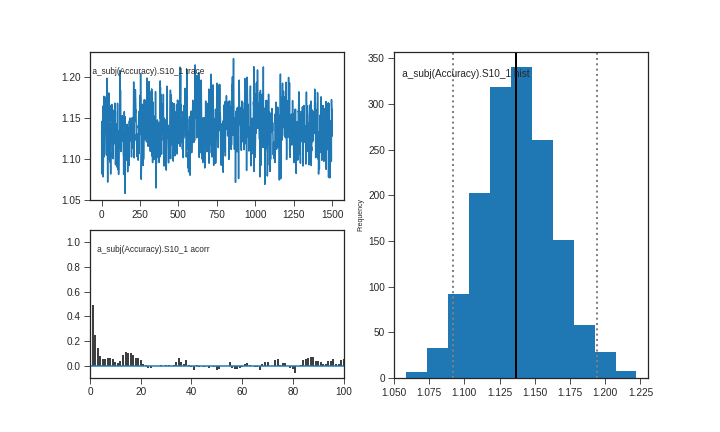 a_subj(Accuracy).S10_1 trace
1.20
1.15
1.10
1.05
0 250 500 750 1000 1250 1500
a_subj(Accuracy).S10_1 acorr
1.0
0.8
0.6
0.4
0.2
0.0
0 20 40 60 80 100
a_subj(Accuracy).S10_1 hist
Frequency
350
300
250
200
150
100
50
0
1.050 1.075 1.100 1.125 1.150 1.175 1.200 1.225